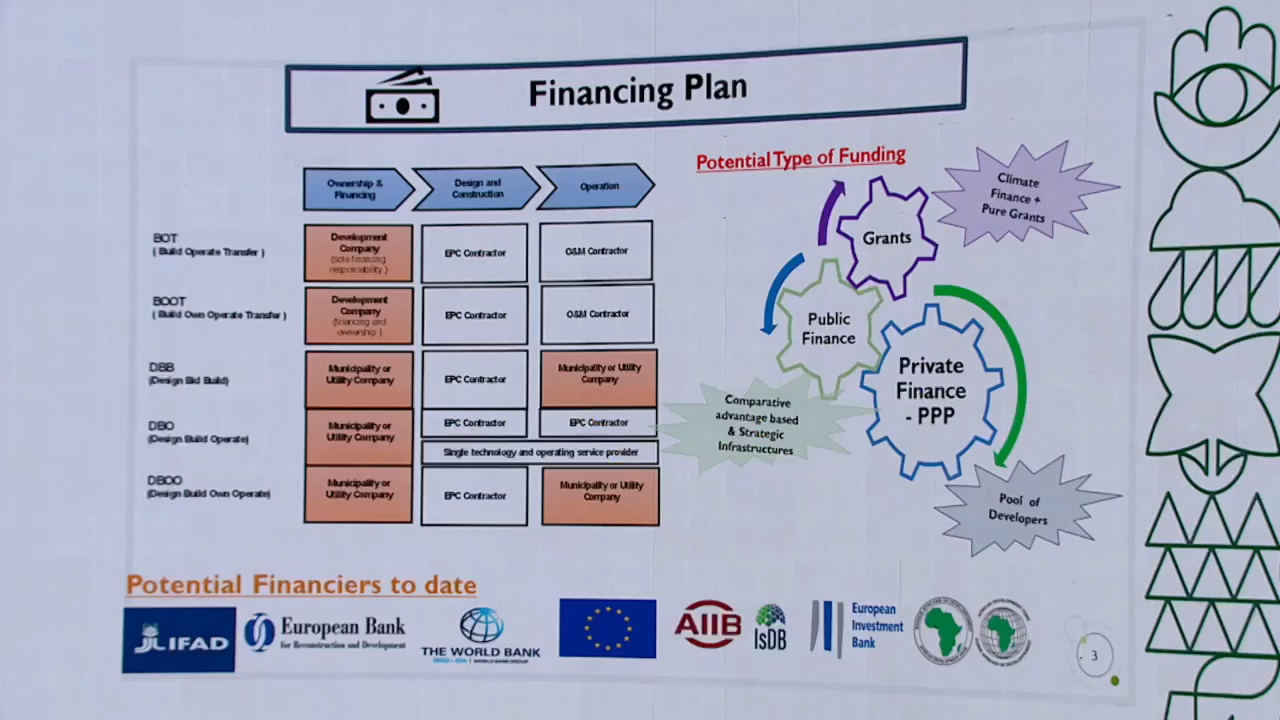 Financing Plan
Ownership &
Financing
Design and
Construction
Operation
BOT
( Build Operate Transfer )
Development
Company
(sole financing
responsibility )
EPC Contractor
O&M Contractor
BOOT
( Build Own Operate Transfer )
Development
Company
(financing and
ownership )
EPC Contractor
O&M Contractor
DBB
(Design Bid Build)
Municipality or
Utility Company
EPC Contractor
Municipality or Utility
Company
DBO
(Design Build Operate)
Municipality or
Utility Company
EPC Contractor
EPC Contractor
Single technology and operating service provider
DBOO
(Design Build Own Operate)
Municipality or
Utility Company
EPC Contractor
Municipality or Utility
Company
Potential Type of Funding
Climate
Finance +
Pure Grants
Grants
Public
Finance
Private
Finance
- PPP
Comparative
advantage based
& Strategic
Infrastructures
Pool of
Developers
Potential Financiers to date
JLIFAD
European Bank
for Reconstruction and Development
THE WORLD BANK
IBRD • IDA | WORLD BANK GROUP
AIIB
IsDB
European
Investment
Bank
3